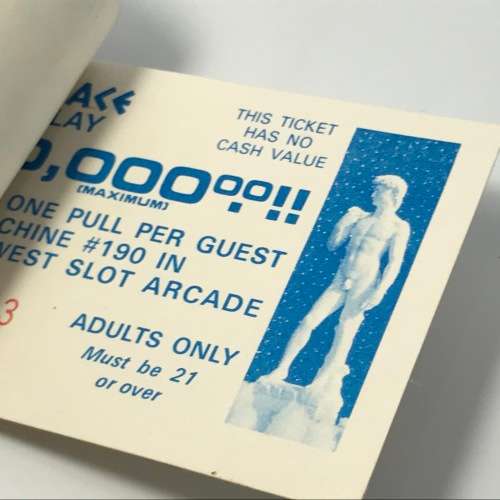 LAY
THIS TICKET
HAS NO
CASH VALUE
,000⁰⁰!!
(MAXIMUM)
ONE PULL PER GUEST
CHINE #190 IN
WEST SLOT ARCADE
3
ADULTS ONLY
Must be 21
or over